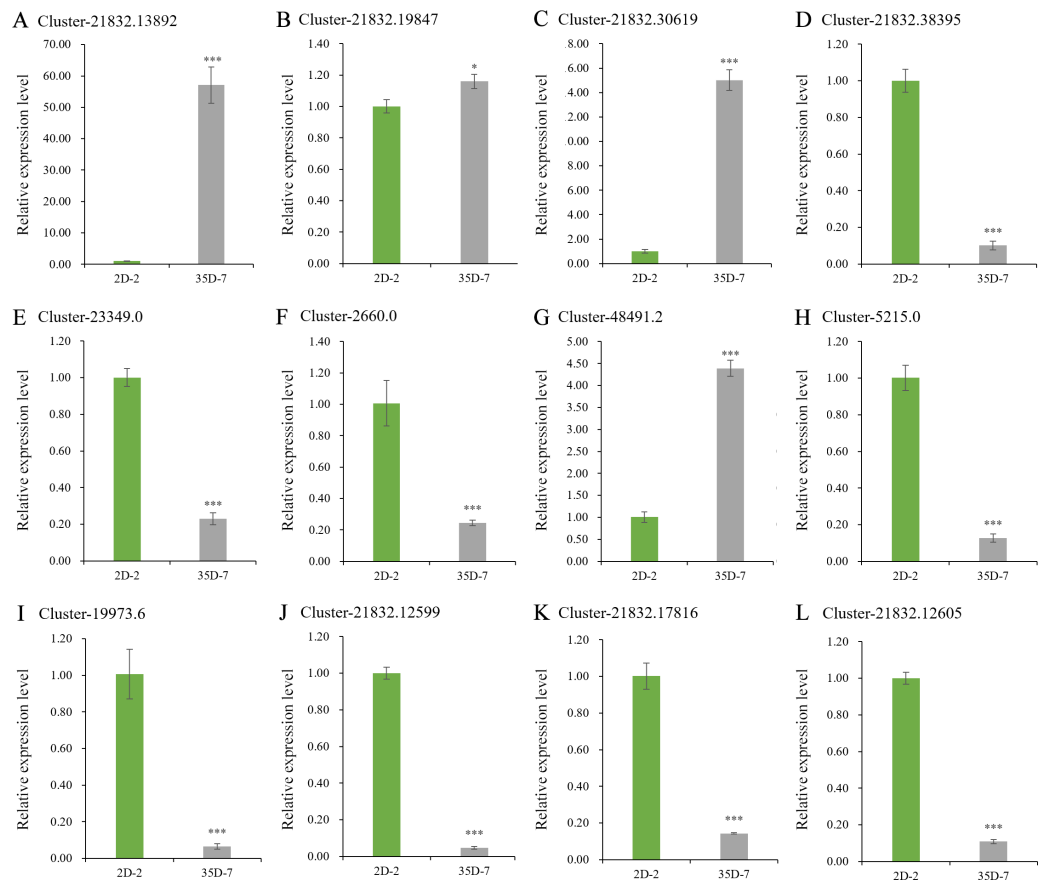 A Cluster-21832.13892
Relative expression level
70.00
60.00
50.00
40.00
30.00
20.00
10.00
0.00
***
2D-2 35D-7
B Cluster-21832.19847
Relative expression level
1.40
1.20
1.00
0.80
0.60
0.40
0.20
0.00
*
2D-2 35D-7
C Cluster-21832.30619
Relative expression level
18.00
16.00
14.00
12.00
10.00
8.00
6.00
4.00
2.00
0.00
***
2D-2 35D-7
D Cluster-21832.38395
Relative expression level
1.20
1.00
0.80
0.60
0.40
0.20
0.00
***
2D-2 35D-7
E Cluster-23349.0
Relative expression level
1.20
1.00
0.80
0.60
0.40
0.20
0.00
***
2D-2 35D-7
F Cluster-2660.0
Relative expression level
1.40
1.20
1.00
0.80
0.60
0.40
0.20
0.00
***
2D-2 35D-7
G Cluster-48491.2
Relative expression level
5.00
4.50
4.00
3.50
3.00
2.50
2.00
1.50
1.00
0.50
0.00
***
2D-2 35D-7
H Cluster-5215.0
Relative expression level
1.20
1.00
0.80
0.60
0.40
0.20
0.00
***
2D-2 35D-7
I Cluster-19973.6
Relative expression level
1.20
1.00
0.80
0.60
0.40
0.20
0.00
***
2D-2 35D-7
J Cluster-21832.12599
Relative expression level
1.20
1.00
0.80
0.60
0.40
0.20
0.00
***
2D-2 35D-7
K Cluster-21832.17816
Relative expression level
1.20
1.00
0.80
0.60
0.40
0.20
0.00
***
2D-2 35D-7
L Cluster-21832.12605
Relative expression level
1.20
1.00
0.80
0.60
0.40
0.20
0.00
***
2D-2 35D-7